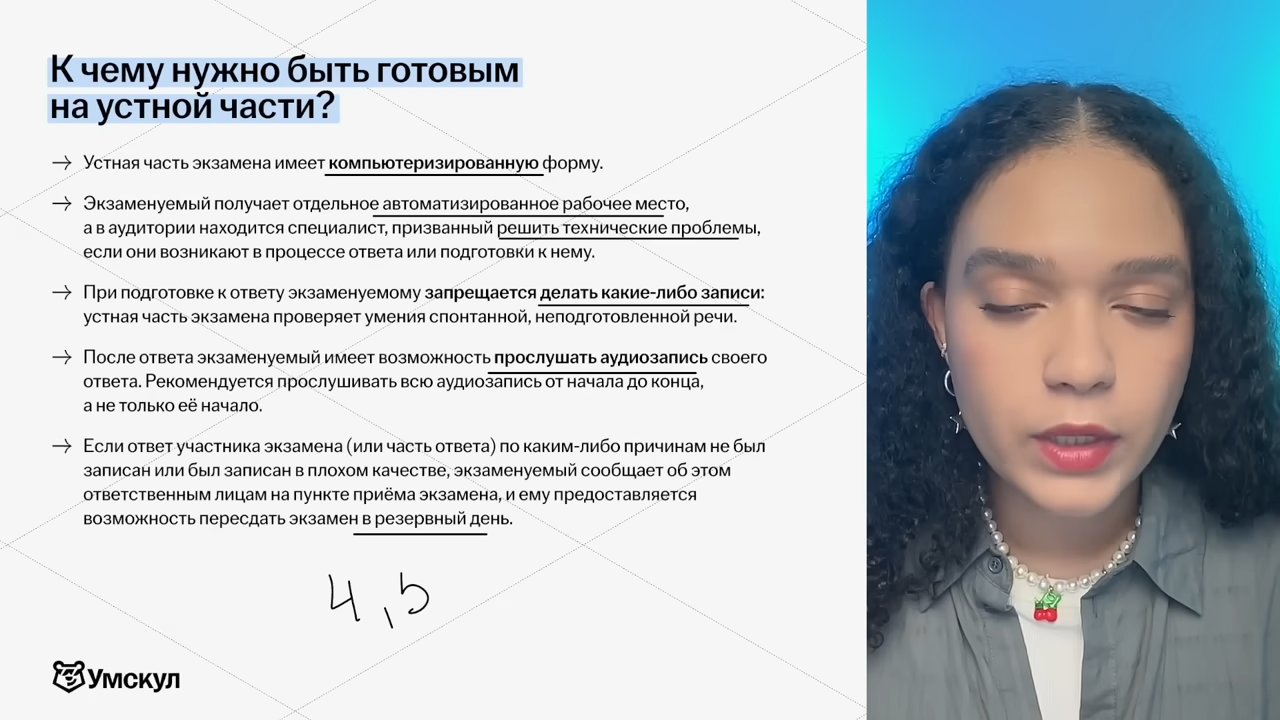 К чему нужно быть готовым
на устной части?
→ Устная часть экзамена имеет компьютеризированную форму.
→ Экзаменуемый получает отдельное автоматизированное рабочее место,
а в аудитории находится специалист, призванный решить технические проблемы,
если они возникают в процессе ответа или подготовки к нему.
→ При подготовке к ответу экзаменуемому запрещается делать какие-либо записи:
устная часть экзамена проверяет умения спонтанной, неподготовленной речи.
→ После ответа экзаменуемый имеет возможность прослушать аудиозапись своего
ответа. Рекомендуется прослушивать всю аудиозапись от начала до конца,
а не только её начало.
→ Если ответ участника экзамена (или часть ответа) по каким-либо причинам не был
записан или был записан в плохом качестве, экзаменуемый сообщает об этом
ответственным лицам на пункте приёма экзамена, и ему предоставляется
возможность пересдать экзамен в резервный день.
4,5
Умскул